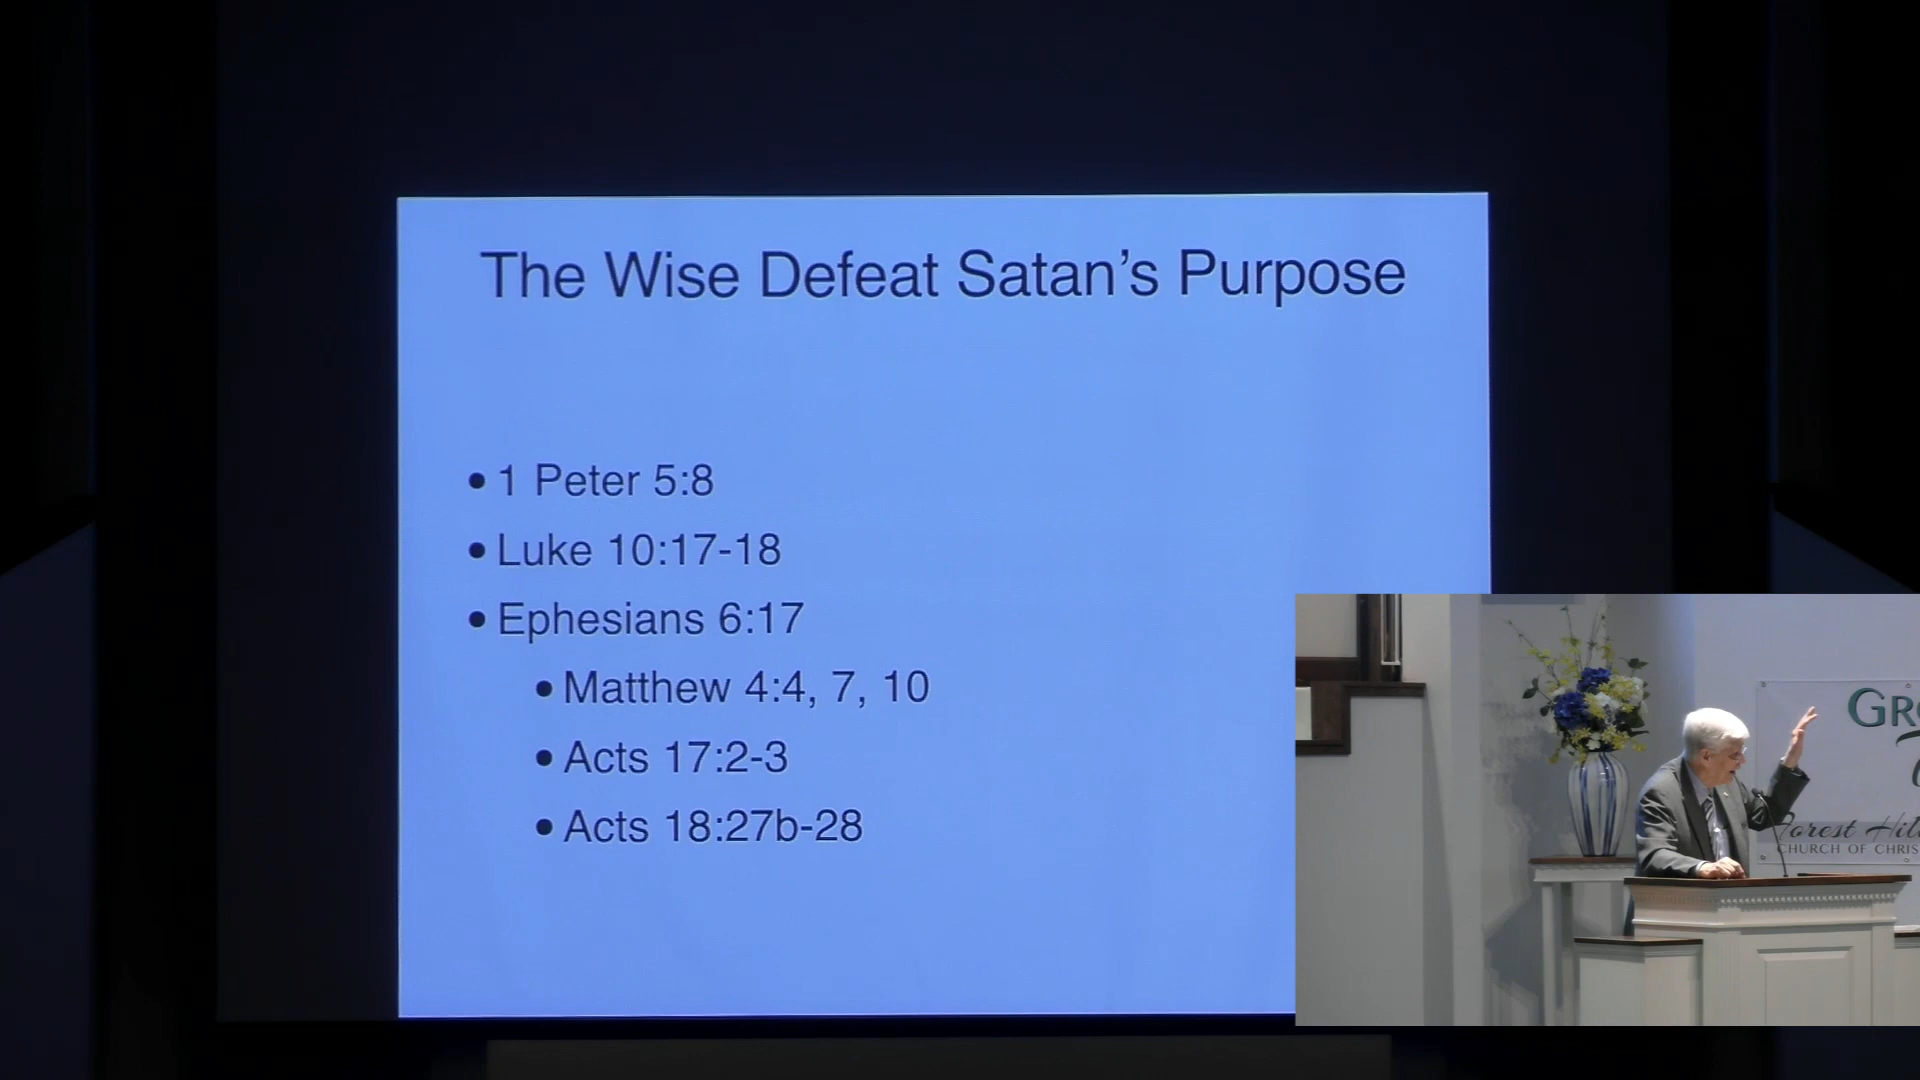 The Wise Defeat Satan's Purpose
• 1 Peter 5:8
• Luke 10:17-18
• Ephesians 6:17
• Matthew 4:4, 7, 10
• Acts 17:2-3
• Acts 18:27b-28
Forest
CHURCH OF